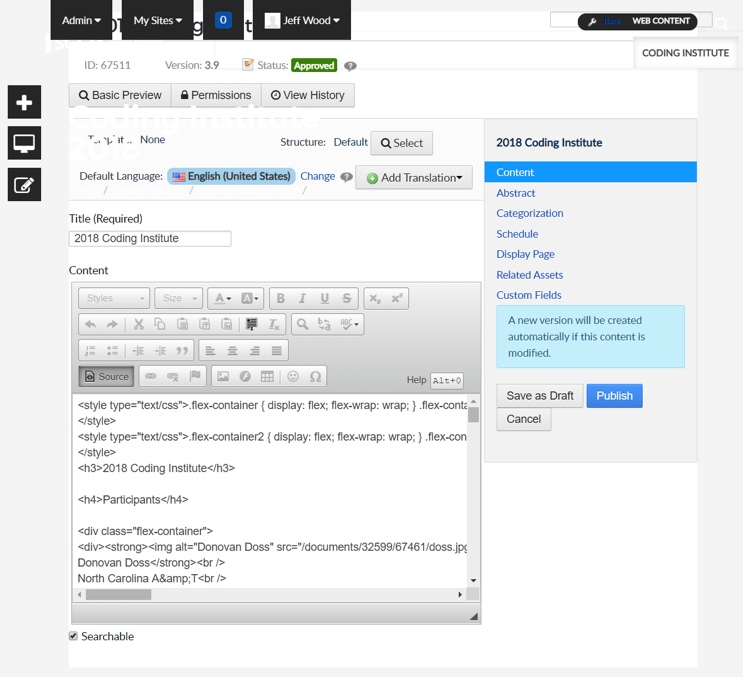 Admin
My Sites
0
Jeff Wood
Back
WEB CONTENT
CODING INSTITUTE
ID: 67511
Version: 3.9
Status: Approved
Basic Preview
Permissions
View History
Coding Institute
2018
None
Structure: Default
Select
Default Language: English (United States) Change
Add Translation
/ / /
Title (Required)
2018 Coding Institute
Content
Styles
Size
A
A
B I U S
Source
Help Alt+0
<style type="text/css">.flex-container { display: flex; flex-wrap: wrap; } .flex-conta
</style>
<style type="text/css">.flex-container2 { display: flex; flex-wrap: wrap; } .flex-con
</style>
<h3>2018 Coding Institute</h3>
<h4>Participants</h4>
<div class="flex-container">
<div><strong><img alt="Donovan Doss" src="/documents/32599/67461/doss.jpg
Donovan Doss</strong><br />
North Carolina A&amp;T<br />
Searchable
2018 Coding Institute
Content
Abstract
Categorization
Schedule
Display Page
Related Assets
Custom Fields
A new version will be created
automatically if this content is
modified.
Save as Draft
Publish
Cancel